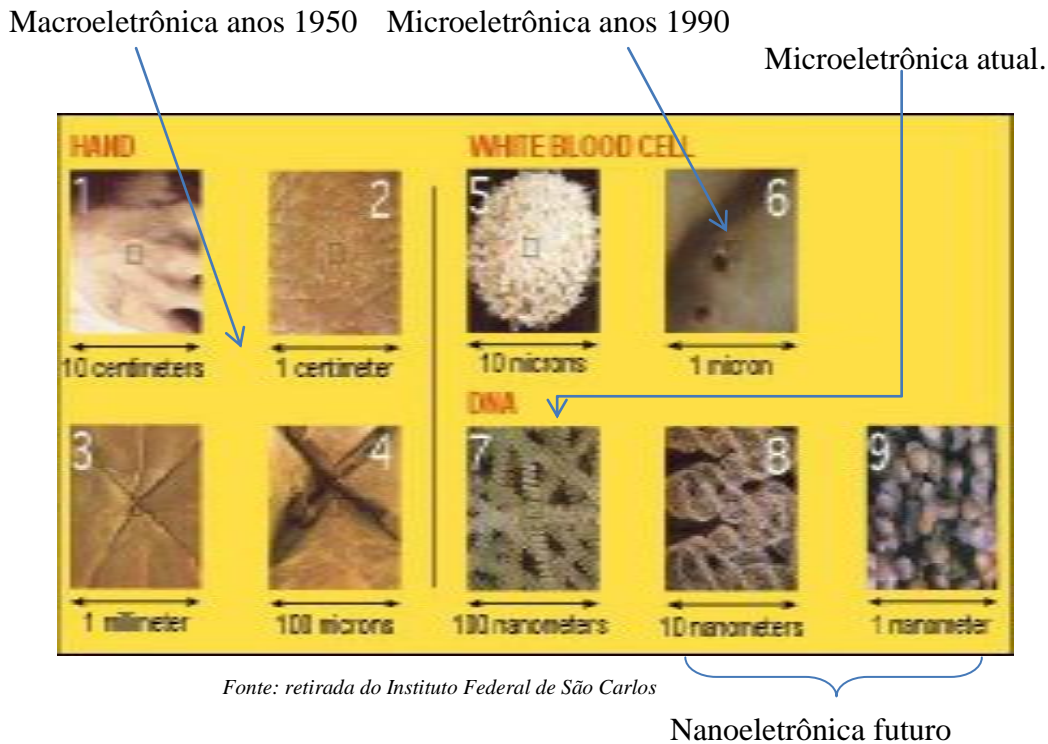 Macroeletrônica anos 1950 Microeletrônica anos 1990
Microeletrônica atual.
HAND WHITE BLOOD CELL
1 2 5 6
10 centimeters 1 centimeter 10 microns 1 micron
DNA
3 4 7 8 9
1 millimeter 100 microns 100 nanometers 10 nanometers 1 nanometer
Fonte: retirada do Instituto Federal de São Carlos
Nanoeletrônica futuro